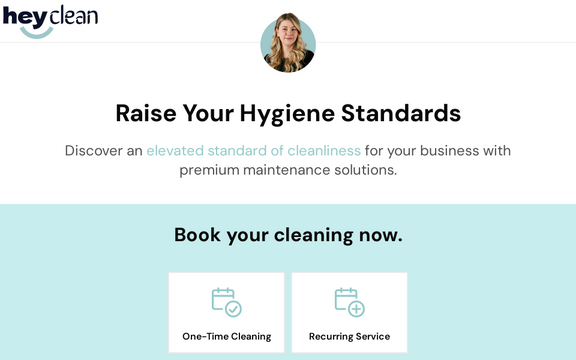 heyclean
Raise Your Hygiene Standards
Discover an elevated standard of cleanliness for your business with
premium maintenance solutions.
Book your cleaning now.
One-Time Cleaning
Recurring Service